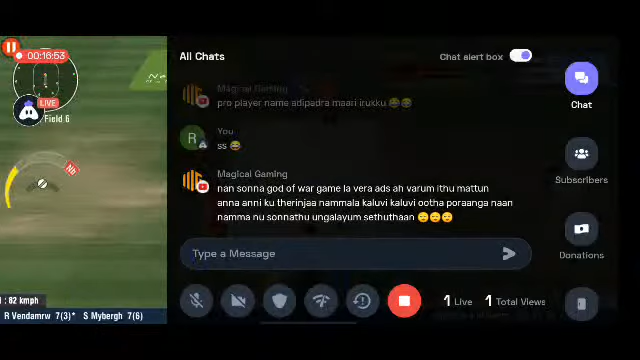 00:16:53
LIVE
Field 6
NB
: 82 kmph
R Vendamrw 7(3)* S Mybergh 7(6)
All Chats
Chat alert box
Magical Gaming
pro player name adipadra maari irukku 😂😂
R
You
ss 😂
Magical Gaming
nan sonna god of war game la vera ads ah varum ithu mattun
anna anni ku therinjaa nammala kaluvi kaluvi ootha poraanga naan
namma nu sonnathu ungalayum sethuthaan 😌😌😌
Type a Message
1 Live 1 Total Views
Chat
Subscribers
Donations